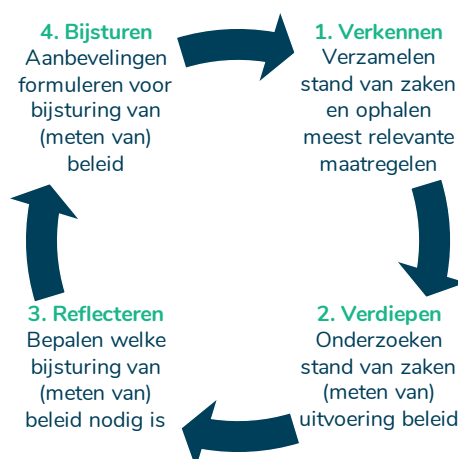 1. Verkennen
Verzamelen
stand van zaken
en ophalen
meest relevante
maatregelen
2. Verdiepen
Onderzoeken
stand van zaken
(meten van)
uitvoering beleid
3. Reflecteren
Bepalen welke
bijsturing van
(meten van)
beleid nodig is
4. Bijsturen
Aanbevelingen
formuleren voor
bijsturing van
(meten van)
beleid